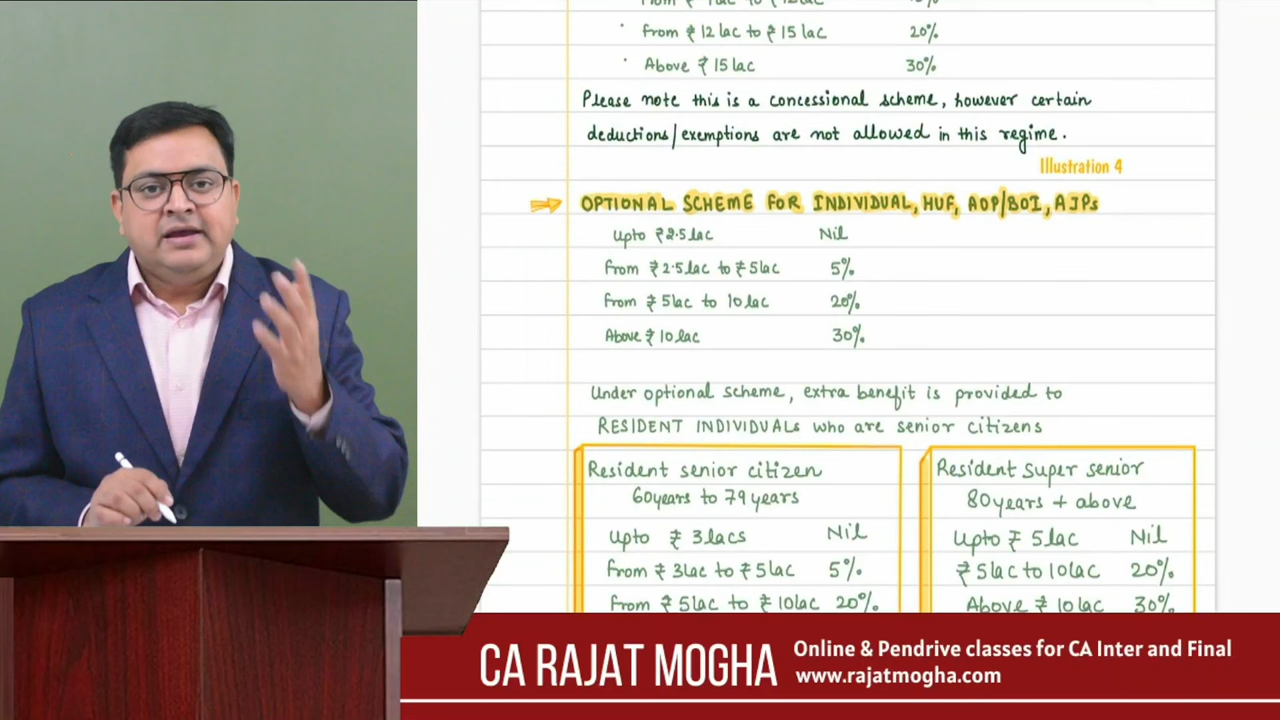 From ₹ 12 lac to ₹ 15 lac 20%
Above ₹ 15 lac 30%
Please note this is a concessional scheme, however certain
deductions/exemptions are not allowed in this regime.
Illustration 4
OPTIONAL SCHEME FOR INDIVIDUAL, HUF, AOP/BOI, AJPs
Upto ₹2.5 lac Nil
From ₹2.5 lac to ₹5 lac 5%
From ₹5 lac to 10 lac 20%
Above ₹ 10 lac 30%
Under optional scheme, extra benefit is provided to
RESIDENT INDIVIDUALs who are senior citizens
Resident senior citizen
60years to 79 years
Upto ₹ 3 lacs Nil
From ₹ 3 lac to ₹ 5 lac 5%
From ₹ 5 lac to ₹ 10 lac 20%
Resident super senior
80 years + above
Upto ₹ 5 lac Nil
₹ 5 lac to 10 lac 20%
Above ₹ 10 lac 30%
CA RAJAT MOGHA
Online & Pendrive classes for CA Inter and Final
www.rajatmogha.com